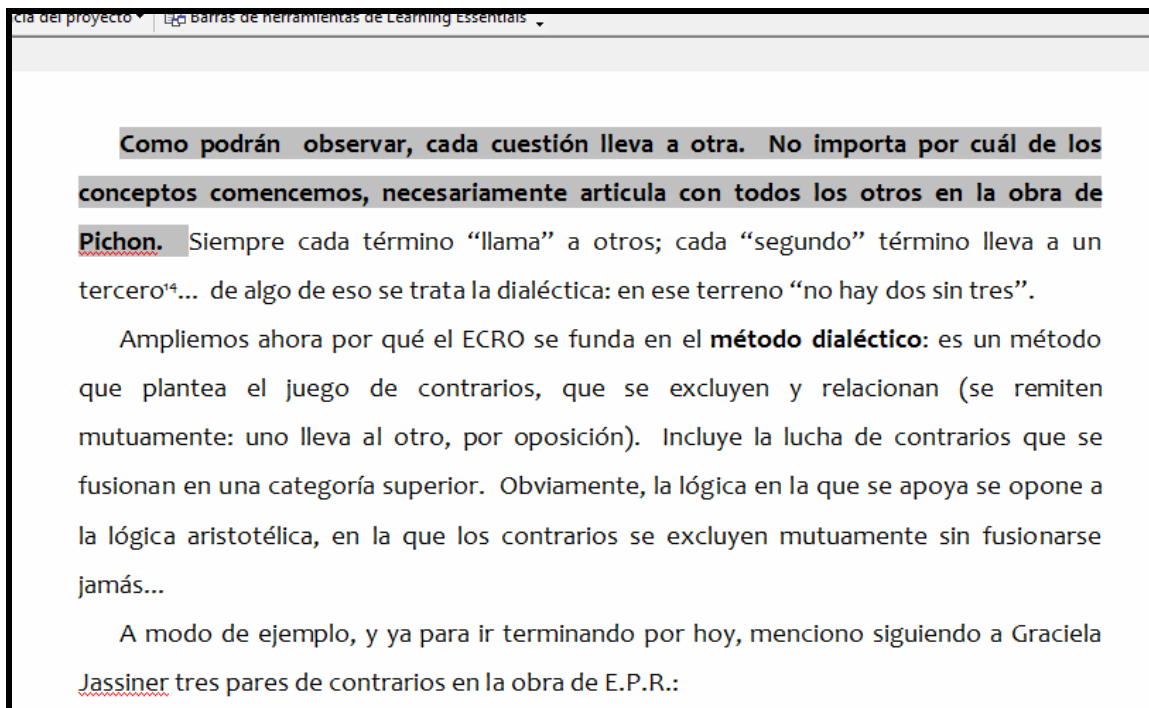 cia del proyecto Barras de herramientas de Learning Essentials
Como podrán observar, cada cuestión lleva a otra. No importa por cuál de los
conceptos comencemos, necesariamente articula con todos los otros en la obra de
Pichon. Siempre cada término “llama” a otros; cada “segundo” término lleva a un
tercero¹⁴... de algo de eso se trata la dialéctica: en ese terreno “no hay dos sin tres”.
Ampliemos ahora por qué el ECRO se funda en el método dialéctico: es un método
que plantea el juego de contrarios, que se excluyen y relacionan (se remiten
mutuamente: uno lleva al otro, por oposición). Incluye la lucha de contrarios que se
fusionan en una categoría superior. Obviamente, la lógica en la que se apoya se opone a
la lógica aristotélica, en la que los contrarios se excluyen mutuamente sin fusionarse
jamás...
A modo de ejemplo, y ya para ir terminando por hoy, menciono siguiendo a Graciela
Jassiner tres pares de contrarios en la obra de E.P.R.: